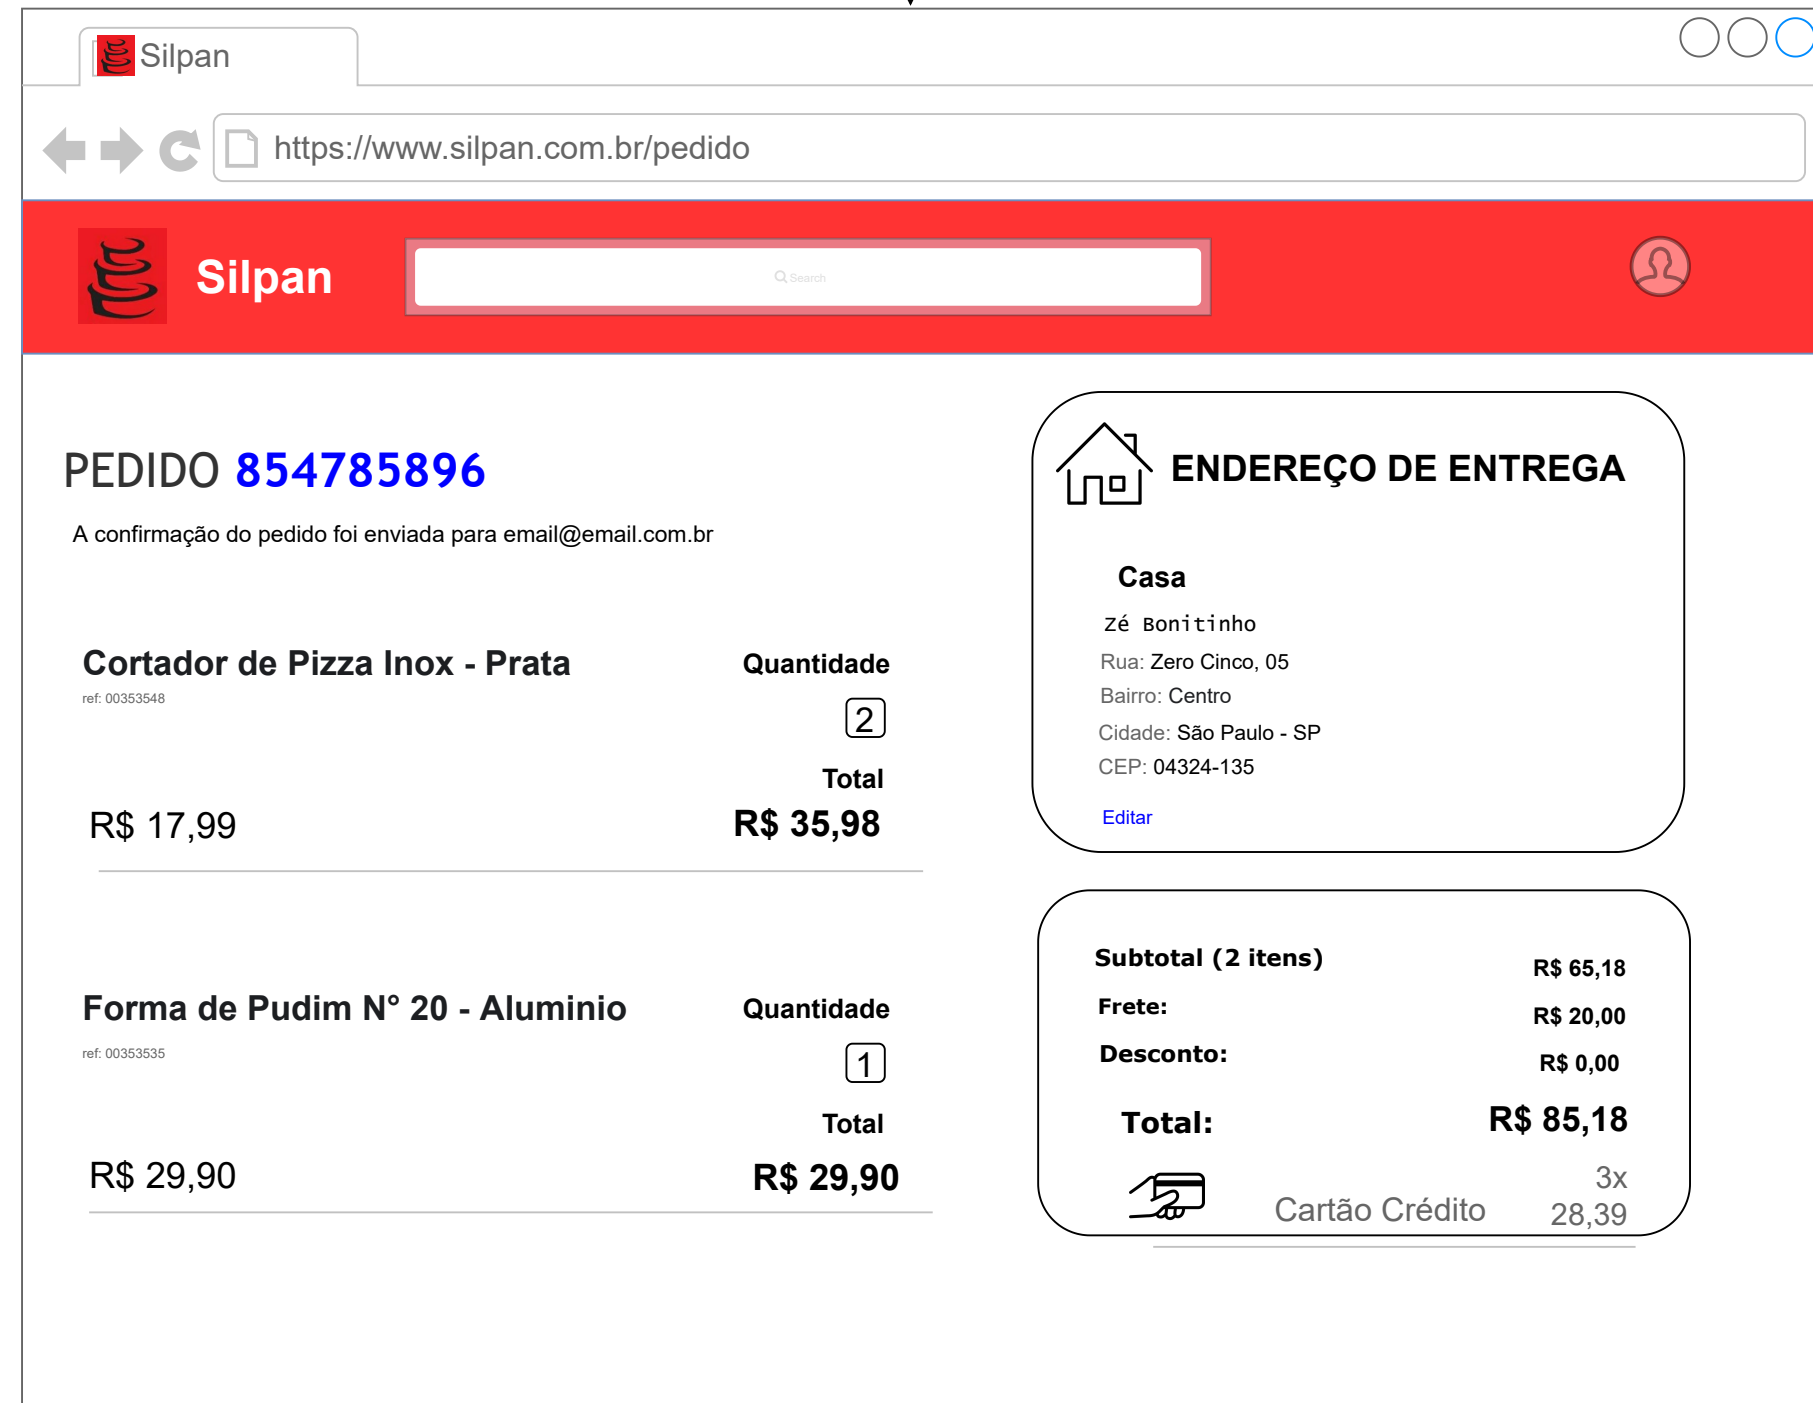 Silpan
https://www.silpan.com.br/pedido
Silpan
Search
PEDIDO 854785896
A confirmação do pedido foi enviada para email@email.com.br
Cortador de Pizza Inox - Prata
ref: 00353548
Quantidade
2
Total
R$ 17,99
R$ 35,98
Forma de Pudim N° 20 - Aluminio
ref: 00353535
Quantidade
1
Total
R$ 29,90
R$ 29,90
ENDEREÇO DE ENTREGA
Casa
Zé Bonitinho
Rua: Zero Cinco, 05
Bairro: Centro
Cidade: São Paulo - SP
CEP: 04324-135
Editar
Subtotal (2 itens) R$ 65,18
Frete: R$ 20,00
Desconto: R$ 0,00
Total: R$ 85,18
Cartão Crédito
3x
28,39